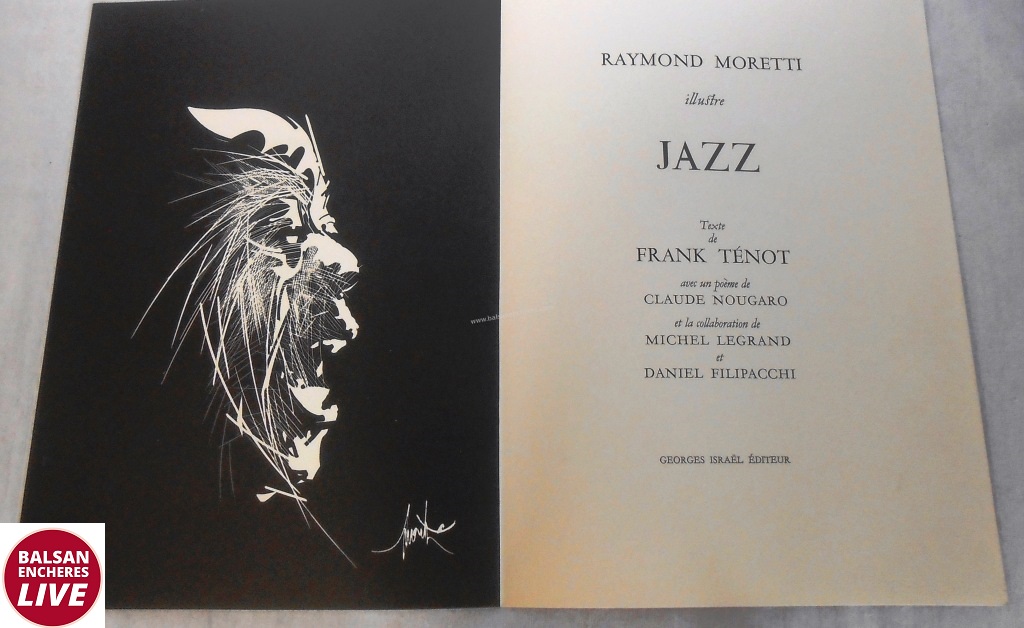 RAYMOND MORETTI
illustre
JAZZ
Texte
de
FRANK TÉNOT
avec un poème de
CLAUDE NOUGARO
et la collaboration de
MICHEL LEGRAND
et
DANIEL FILIPACCHI
GEORGES ISRAËL ÉDITEUR
BALSAN
ENCHERES
LIVE